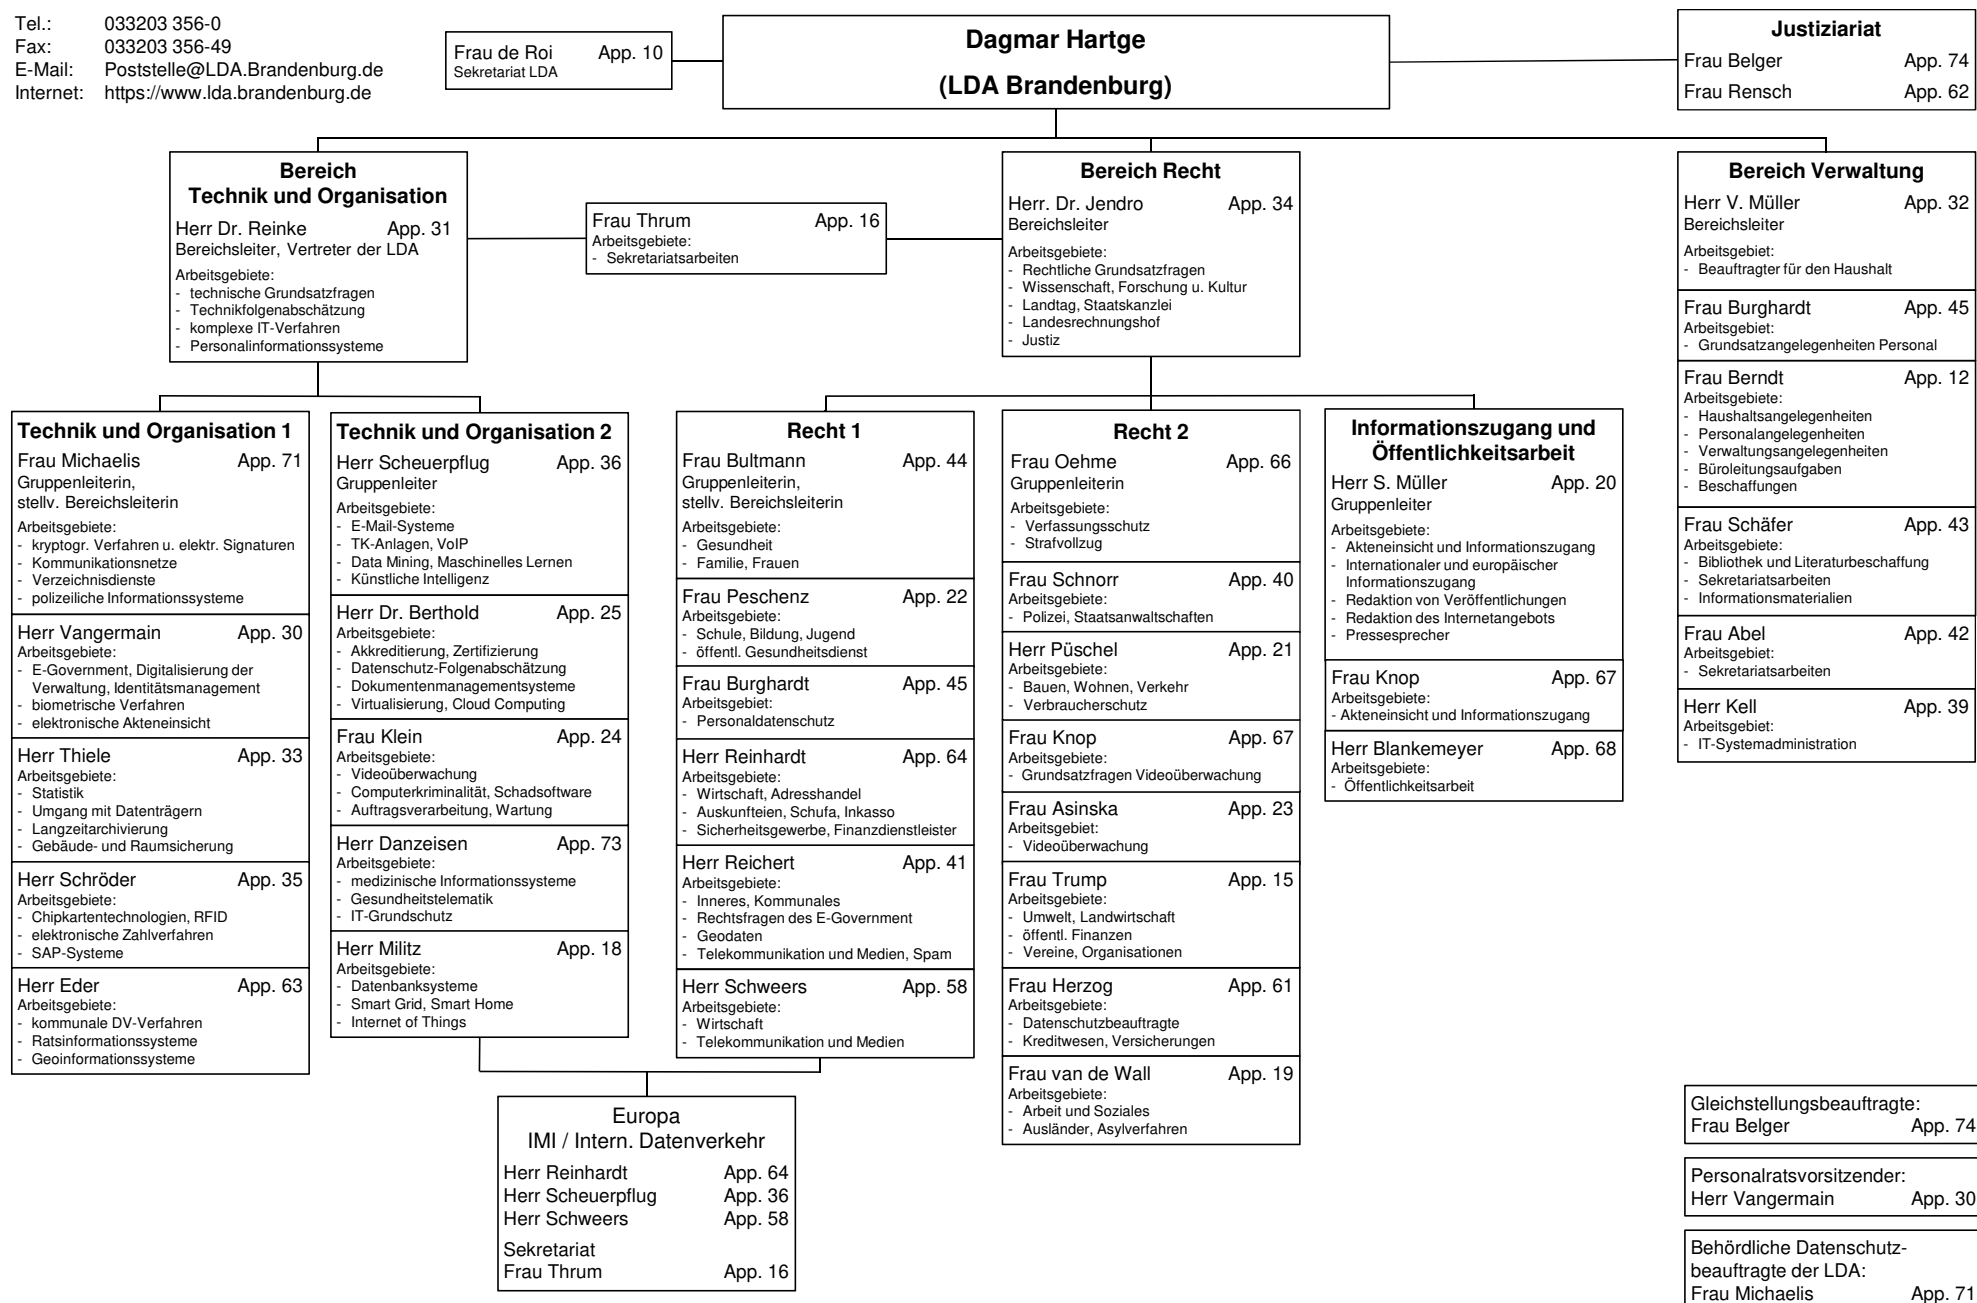 Tel.: 033203 356-0
Fax: 033203 356-49
E-Mail: Poststelle@LDA.Brandenburg.de
Internet: https://www.lda.brandenburg.de
Frau de Roi App. 10
Sekretariat LDA
Dagmar Hartge
(LDA Brandenburg)
Justiziariat
Frau Belger App. 74
Frau Rensch App. 62
Bereich
Technik und Organisation
Herr Dr. Reinke App. 31
Bereichsleiter, Vertreter der LDA
Arbeitsgebiete:
- technische Grundsatzfragen
- Technikfolgenabschätzung
- komplexe IT-Verfahren
- Personalinformationssysteme
Frau Thrum App. 16
Arbeitsgebiete:
- Sekretariatsarbeiten
Bereich Recht
Herr. Dr. Jendro App. 34
Bereichsleiter
Arbeitsgebiete:
- Rechtliche Grundsatzfragen
- Wissenschaft, Forschung u. Kultur
- Landtag, Staatskanzlei
- Landesrechnungshof
- Justiz
Bereich Verwaltung
Herr V. Müller App. 32
Bereichsleiter
Arbeitsgebiet:
- Beauftragter für den Haushalt
Frau Burghardt App. 45
Arbeitsgebiet:
- Grundsatzangelegenheiten Personal
Frau Berndt App. 12
Arbeitsgebiete:
- Haushaltsangelegenheiten
- Personalangelegenheiten
- Verwaltungsangelegenheiten
- Büroleitungsaufgaben
- Beschaffungen
Frau Schäfer App. 43
Arbeitsgebiete:
- Bibliothek und Literaturbeschaffung
- Sekretariatsarbeiten
- Informationsmaterialien
Frau Abel App. 42
Arbeitsgebiet:
- Sekretariatsarbeiten
Herr Kell App. 39
Arbeitsgebiet:
- IT-Systemadministration
Technik und Organisation 1
Frau Michaelis App. 71
Gruppenleiterin,
stellv. Bereichsleiterin
Arbeitsgebiete:
- kryptogr. Verfahren u. elektr. Signaturen
- Kommunikationsnetze
- Verzeichnisdienste
- polizeiliche Informationssysteme
Herr Vangermain App. 30
Arbeitsgebiete:
- E-Government, Digitalisierung der
Verwaltung, Identitätsmanagement
- biometrische Verfahren
- elektronische Akteneinsicht
Herr Thiele App. 33
Arbeitsgebiete:
- Statistik
- Umgang mit Datenträgern
- Langzeitarchivierung
- Gebäude- und Raumsicherung
Herr Schröder App. 35
Arbeitsgebiete:
- Chipkartentechnologien, RFID
- elektronische Zahlverfahren
- SAP-Systeme
Herr Eder App. 63
Arbeitsgebiete:
- kommunale DV-Verfahren
- Ratsinformationssysteme
- Geoinformationssysteme
Technik und Organisation 2
Herr Scheuerpflug App. 36
Gruppenleiter
Arbeitsgebiete:
- E-Mail-Systeme
- TK-Anlagen, VoIP
- Data Mining, Maschinelles Lernen
- Künstliche Intelligenz
Herr Dr. Berthold App. 25
Arbeitsgebiete:
- Akkreditierung, Zertifizierung
- Datenschutz-Folgenabschätzung
- Dokumentenmanagementsysteme
- Virtualisierung, Cloud Computing
Frau Klein App. 24
Arbeitsgebiete:
- Videoüberwachung
- Computerkriminalität, Schadsoftware
- Auftragsverarbeitung, Wartung
Herr Danzeisen App. 73
Arbeitsgebiete:
- medizinische Informationssysteme
- Gesundheitstelematik
- IT-Grundschutz
Herr Militz App. 18
Arbeitsgebiete:
- Datenbanksysteme
- Smart Grid, Smart Home
- Internet of Things
Recht 1
Frau Bultmann App. 44
Gruppenleiterin,
stellv. Bereichsleiterin
Arbeitsgebiete:
- Gesundheit
- Familie, Frauen
Frau Peschenz App. 22
Arbeitsgebiete:
- Schule, Bildung, Jugend
- öffentl. Gesundheitsdienst
Frau Burghardt App. 45
Arbeitsgebiet:
- Personaldatenschutz
Herr Reinhardt App. 64
Arbeitsgebiete:
- Wirtschaft, Adresshandel
- Auskunfteien, Schufa, Inkasso
- Sicherheitsgewerbe, Finanzdienstleister
Herr Reichert App. 41
Arbeitsgebiete:
- Inneres, Kommunales
- Rechtsfragen des E-Government
- Geodaten
- Telekommunikation und Medien, Spam
Herr Schweers App. 58
Arbeitsgebiete:
- Wirtschaft
- Telekommunikation und Medien
Recht 2
Frau Oehme App. 66
Gruppenleiterin
Arbeitsgebiete:
- Verfassungsschutz
- Strafvollzug
Frau Schnorr App. 40
Arbeitsgebiete:
- Polizei, Staatsanwaltschaften
Herr Püschel App. 21
Arbeitsgebiete:
- Bauen, Wohnen, Verkehr
- Verbraucherschutz
Frau Knop App. 67
Arbeitsgebiete:
- Grundsatzfragen Videoüberwachung
Frau Asinska App. 23
Arbeitsgebiet:
- Videoüberwachung
Frau Trump App. 15
Arbeitsgebiete:
- Umwelt, Landwirtschaft
- öffentl. Finanzen
- Vereine, Organisationen
Frau Herzog App. 61
Arbeitsgebiete:
- Datenschutzbeauftragte
- Kreditwesen, Versicherungen
Frau van de Wall App. 19
Arbeitsgebiete:
- Arbeit und Soziales
- Ausländer, Asylverfahren
Informationszugang und
Öffentlichkeitsarbeit
Herr S. Müller App. 20
Gruppenleiter
Arbeitsgebiete:
- Akteneinsicht und Informationszugang
- Internationaler und europäischer
Informationszugang
- Redaktion von Veröffentlichungen
- Redaktion des Internetangebots
- Pressesprecher
Frau Knop App. 67
Arbeitsgebiete:
- Akteneinsicht und Informationszugang
Herr Blankemeyer App. 68
Arbeitsgebiete:
- Öffentlichkeitsarbeit
Europa
IMI / Intern. Datenverkehr
Herr Reinhardt App. 64
Herr Scheuerpflug App. 36
Herr Schweers App. 58
Sekretariat
Frau Thrum App. 16
Gleichstellungsbeauftragte:
Frau Belger App. 74
Personalratsvorsitzender:
Herr Vangermain App. 30
Behördliche Datenschutz-
beauftragte der LDA:
Frau Michaelis App. 71